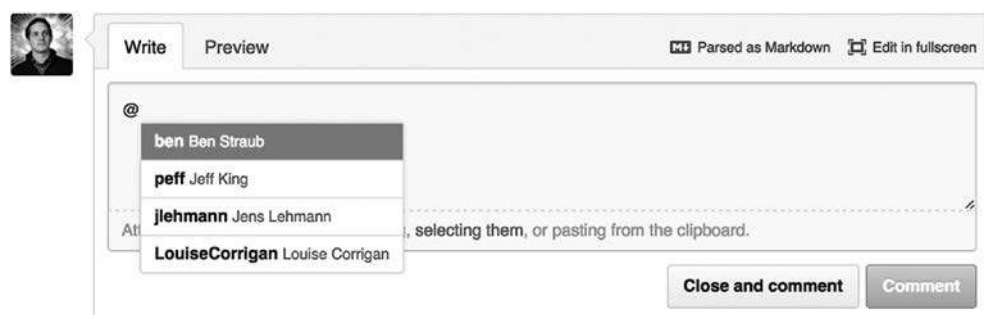 Write Preview Parsed as Markdown Edit in fullscreen
@
ben Ben Straub
peff Jeff King
jlehmann Jens Lehmann
At , selecting them, or pasting from the clipboard.
LouiseCorrigan Louise Corrigan
Close and comment Comment